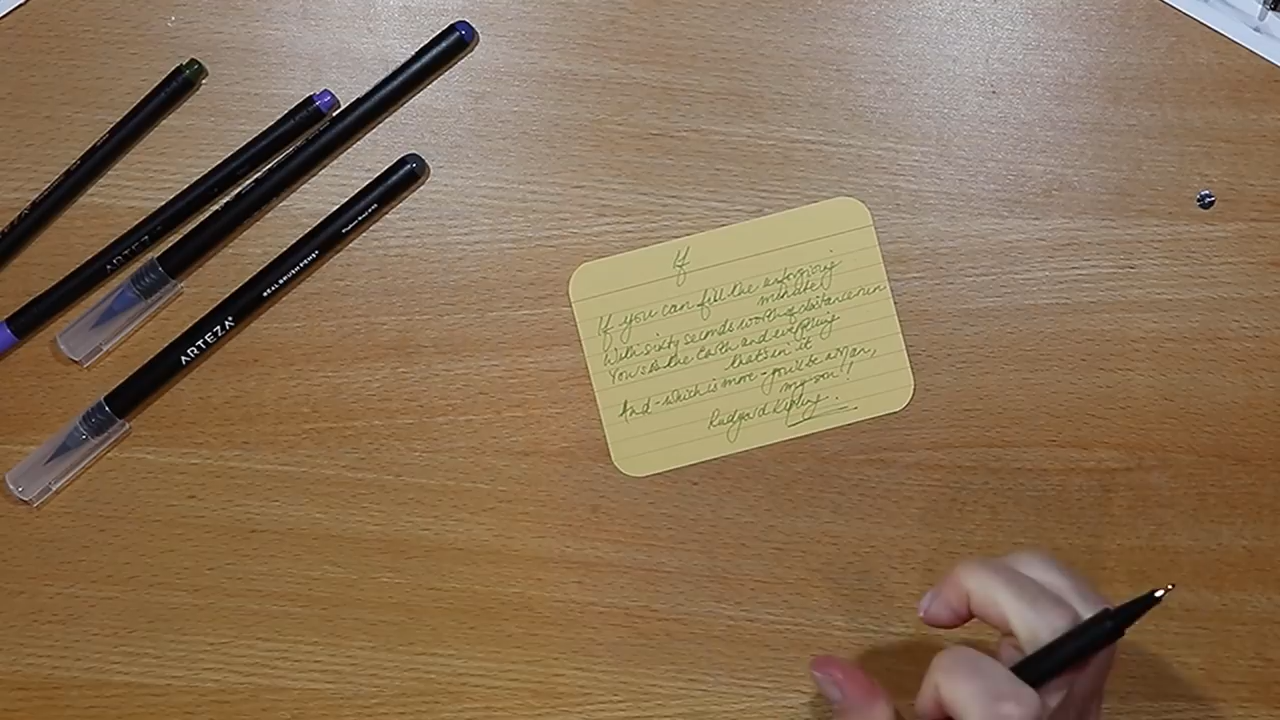 If
If you can fill the unforgiving
minute
With sixty seconds worth of distance run
Yours is the Earth and everything
that's in it
And - which is more - you'll be a Man,
my son!
Rudyard Kipling.
ARTEZA
ARTEZA®
REAL BRUSH PENS®